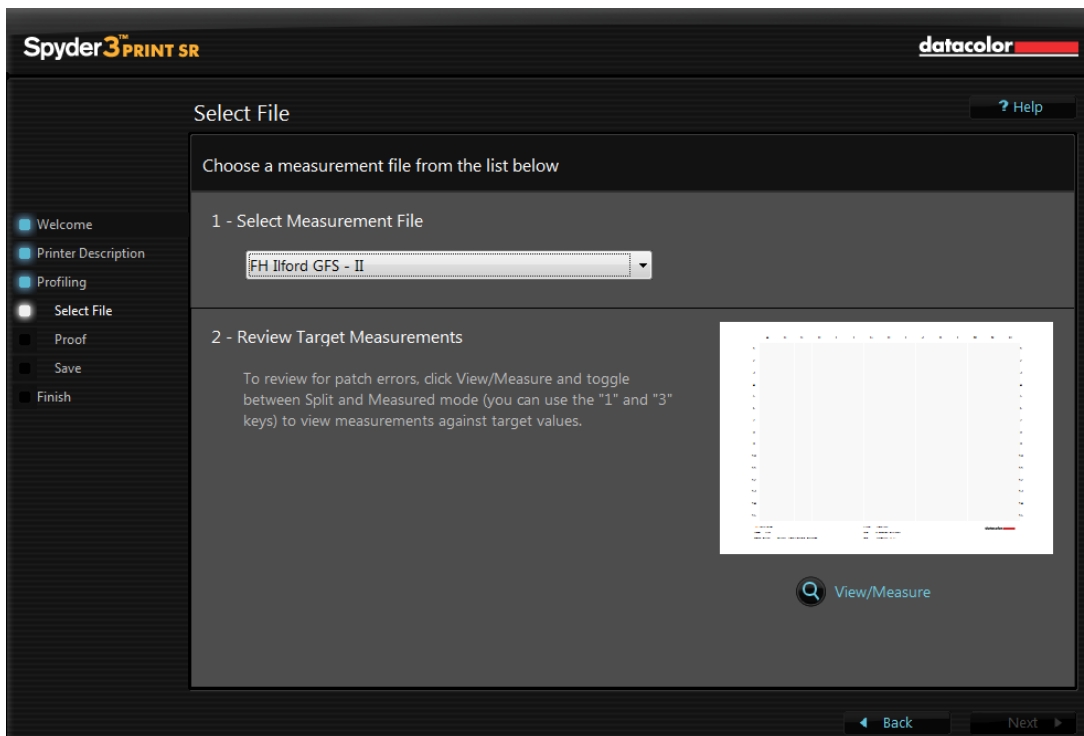 Spyder3™PRINT SR
datacolor
Select File
? Help
Choose a measurement file from the list below
Welcome
Printer Description
Profiling
Select File
Proof
Save
Finish
1 - Select Measurement File
FH Ilford GFS - II
2 - Review Target Measurements
To review for patch errors, click View/Measure and toggle
between Split and Measured mode (you can use the "1" and "3"
keys) to view measurements against target values.
datacolor
View/Measure
Back
Next